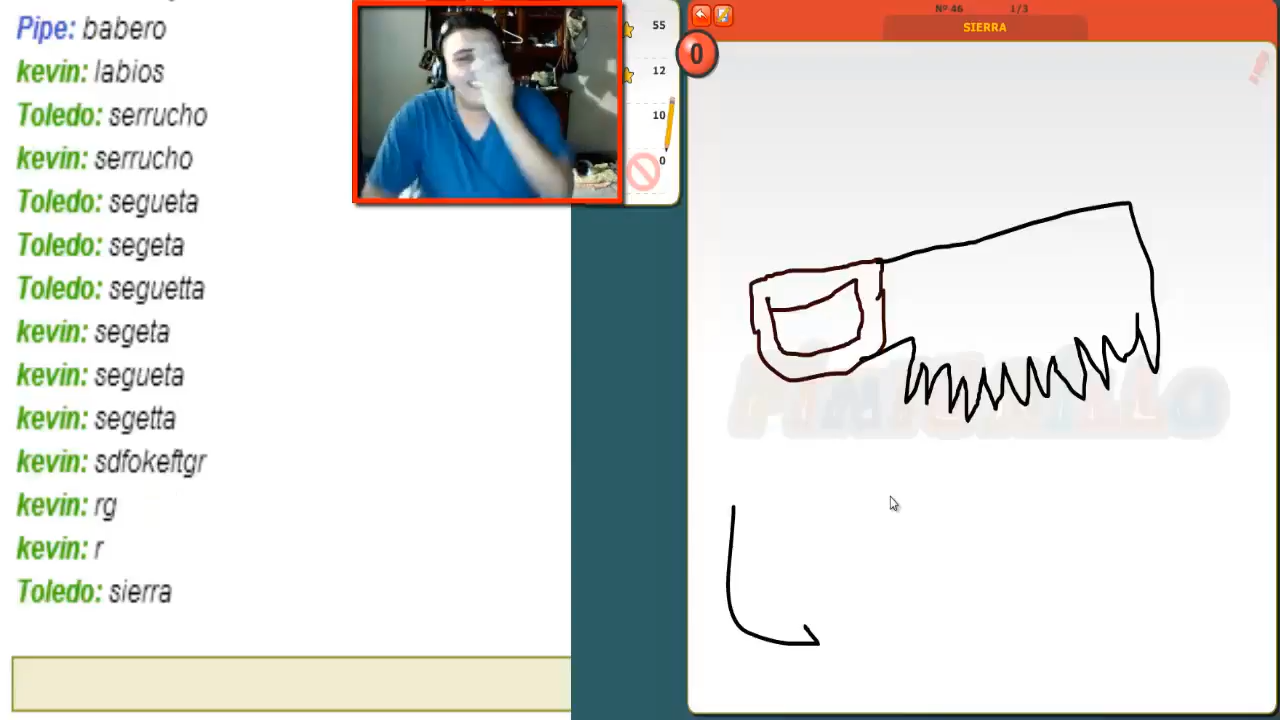 Pipe: babero
kevin: labios
Toledo: serrucho
kevin: serrucho
Toledo: segueta
Toledo: segeta
Toledo: seguetta
kevin: segeta
kevin: segueta
kevin: segetta
kevin: sdfokeftgr
kevin: rg
kevin: r
Toledo: sierra
55
12
10
0
0
Nº 46 1/3
SIERRA